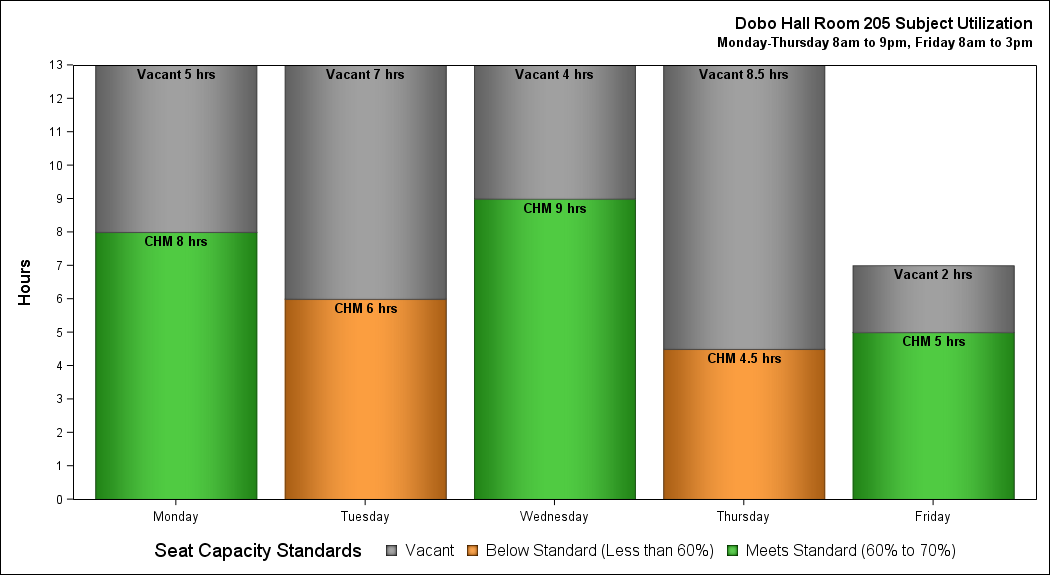 Dobo Hall Room 205 Subject Utilization
Monday-Thursday 8am to 9pm, Friday 8am to 3pm
Hours
13
12
11
10
9
8
7
6
5
4
3
2
1
0
Vacant 5 hrs
CHM 8 hrs
Vacant 7 hrs
CHM 6 hrs
Vacant 4 hrs
CHM 9 hrs
Vacant 8.5 hrs
CHM 4.5 hrs
Vacant 2 hrs
CHM 5 hrs
Monday Tuesday Wednesday Thursday Friday
Seat Capacity Standards Vacant Below Standard (Less than 60%) Meets Standard (60% to 70%)